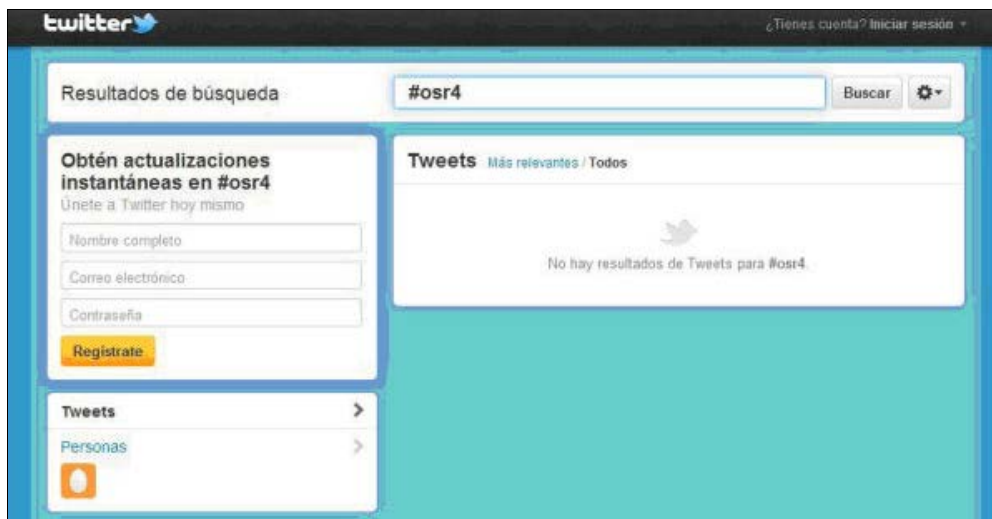 twitter
¿Tienes cuenta? Iniciar sesión
Resultados de búsqueda
#osr4
Buscar
Obtén actualizaciones
instantáneas en #osr4
Únete a Twitter hoy mismo
Nombre completo
Correo electrónico
Contraseña
Regístrate
Tweets
Personas
Tweets Más relevantes / Todos
No hay resultados de Tweets para #osr4.